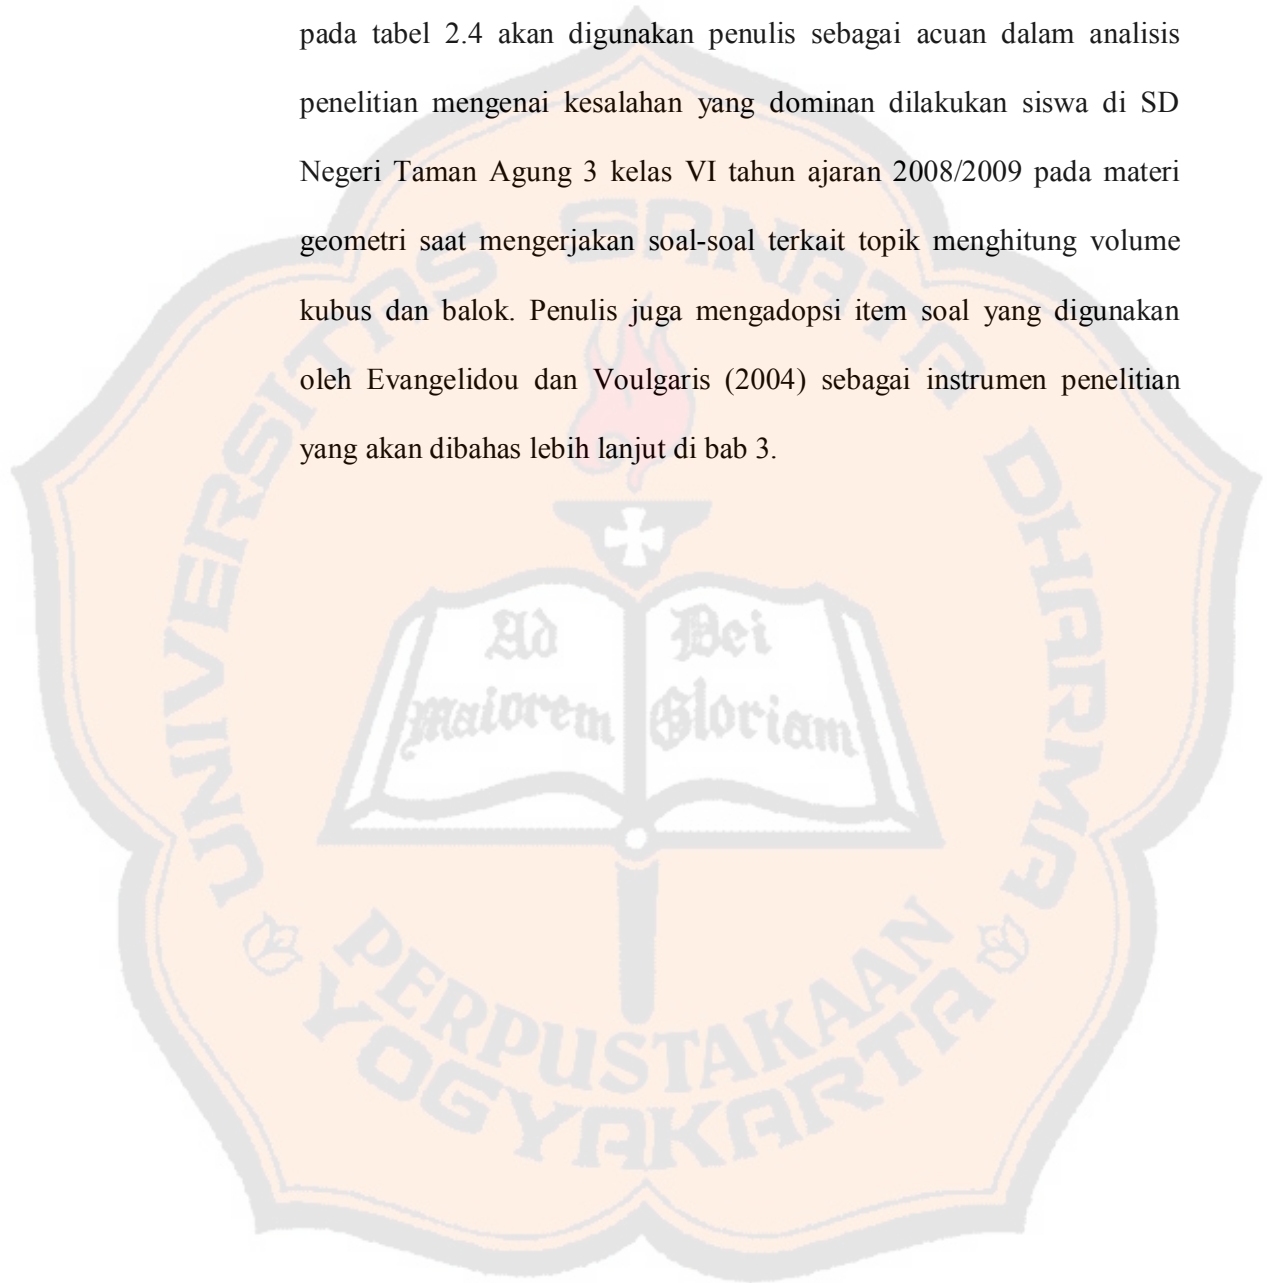 pada tabel 2.4 akan digunakan penulis sebagai acuan dalam analisis
penelitian mengenai kesalahan yang dominan dilakukan siswa di SD
Negeri Taman Agung 3 kelas VI tahun ajaran 2008/2009 pada materi
geometri saat mengerjakan soal-soal terkait topik menghitung volume
kubus dan balok. Penulis juga mengadopsi item soal yang digunakan
oleh Evangelidou dan Voulgaris (2004) sebagai instrumen penelitian
yang akan dibahas lebih lanjut di bab 3.
UNIVERSITAS SANATA DHARMA
Ad Dei
maiorem Gloriam
PERPUSTAKAAN
YOGYAKARTA